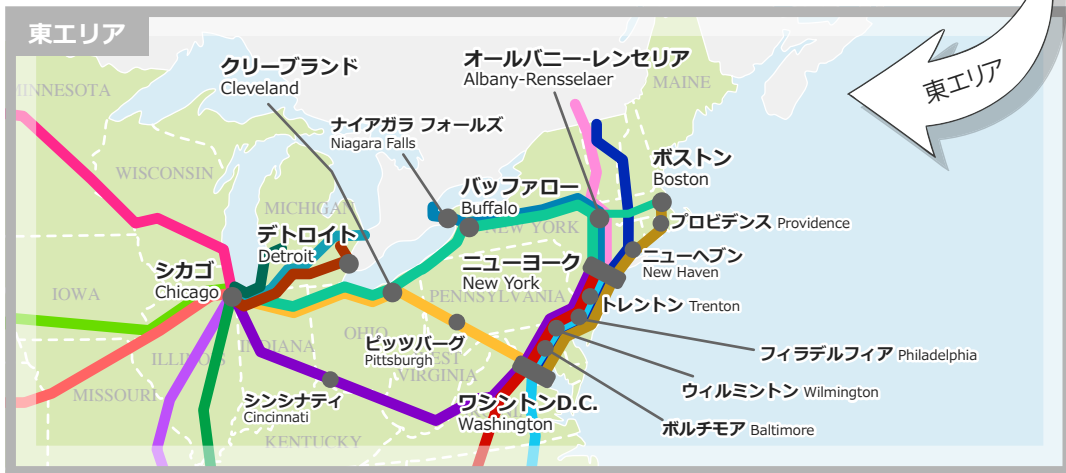 東エリア
東エリア
クリーブランド
Cleveland
オールバニー-レンセリア
Albany-Rensselaer
MAINE
MINNESOTA
ナイアガラ フォールズ
Niagara Falls
ボストン
Boston
WISCONSIN
バッファロー
Buffalo
MICHIGAN
NEW YORK
プロビデンス Providence
デトロイト
Detroit
ニューヘブン
New Haven
シカゴ
Chicago
ニューヨーク
New York
IOWA
PENNSYLVANIA
トレントン Trenton
OHIO
ピッツバーグ
Pittsburgh
INDIANA
ILLINOIS
フィラデルフィア Philadelphia
WEST
VIRGINIA
MISSOURI
シンシナティ
Cincinnati
ウィルミントン Wilmington
ワシントンD.C.
Washington
ボルチモア Baltimore
KENTUCKY